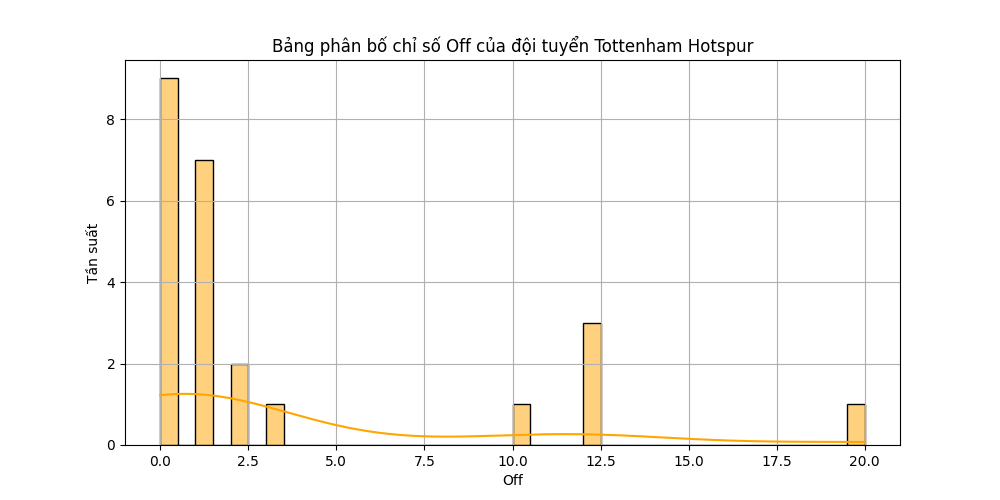 Bảng phân bố chỉ số Off của đội tuyển Tottenham Hotspur
Tần suất
8
6
4
2
0
0.0 2.5 5.0 7.5 10.0 12.5 15.0 17.5 20.0
Off